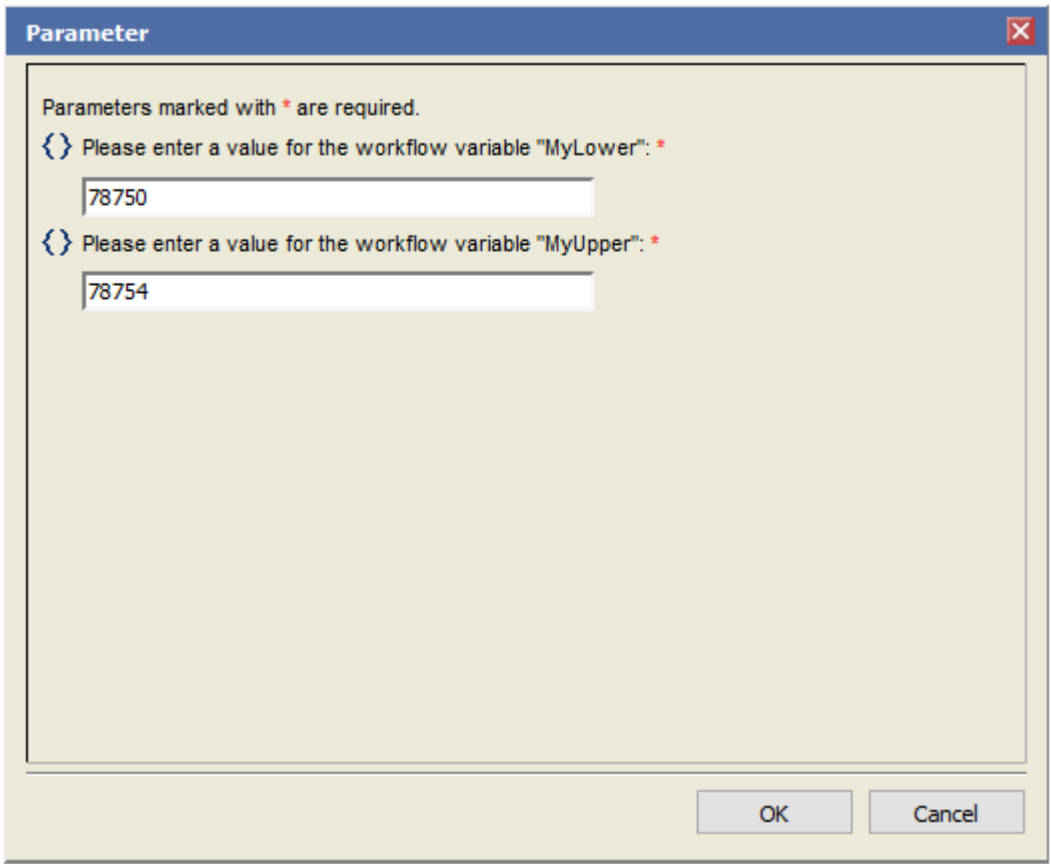 Parameter
Parameters marked with * are required.
{} Please enter a value for the workflow variable "MyLower": *
78750
{} Please enter a value for the workflow variable "MyUpper": *
78754
OK
Cancel